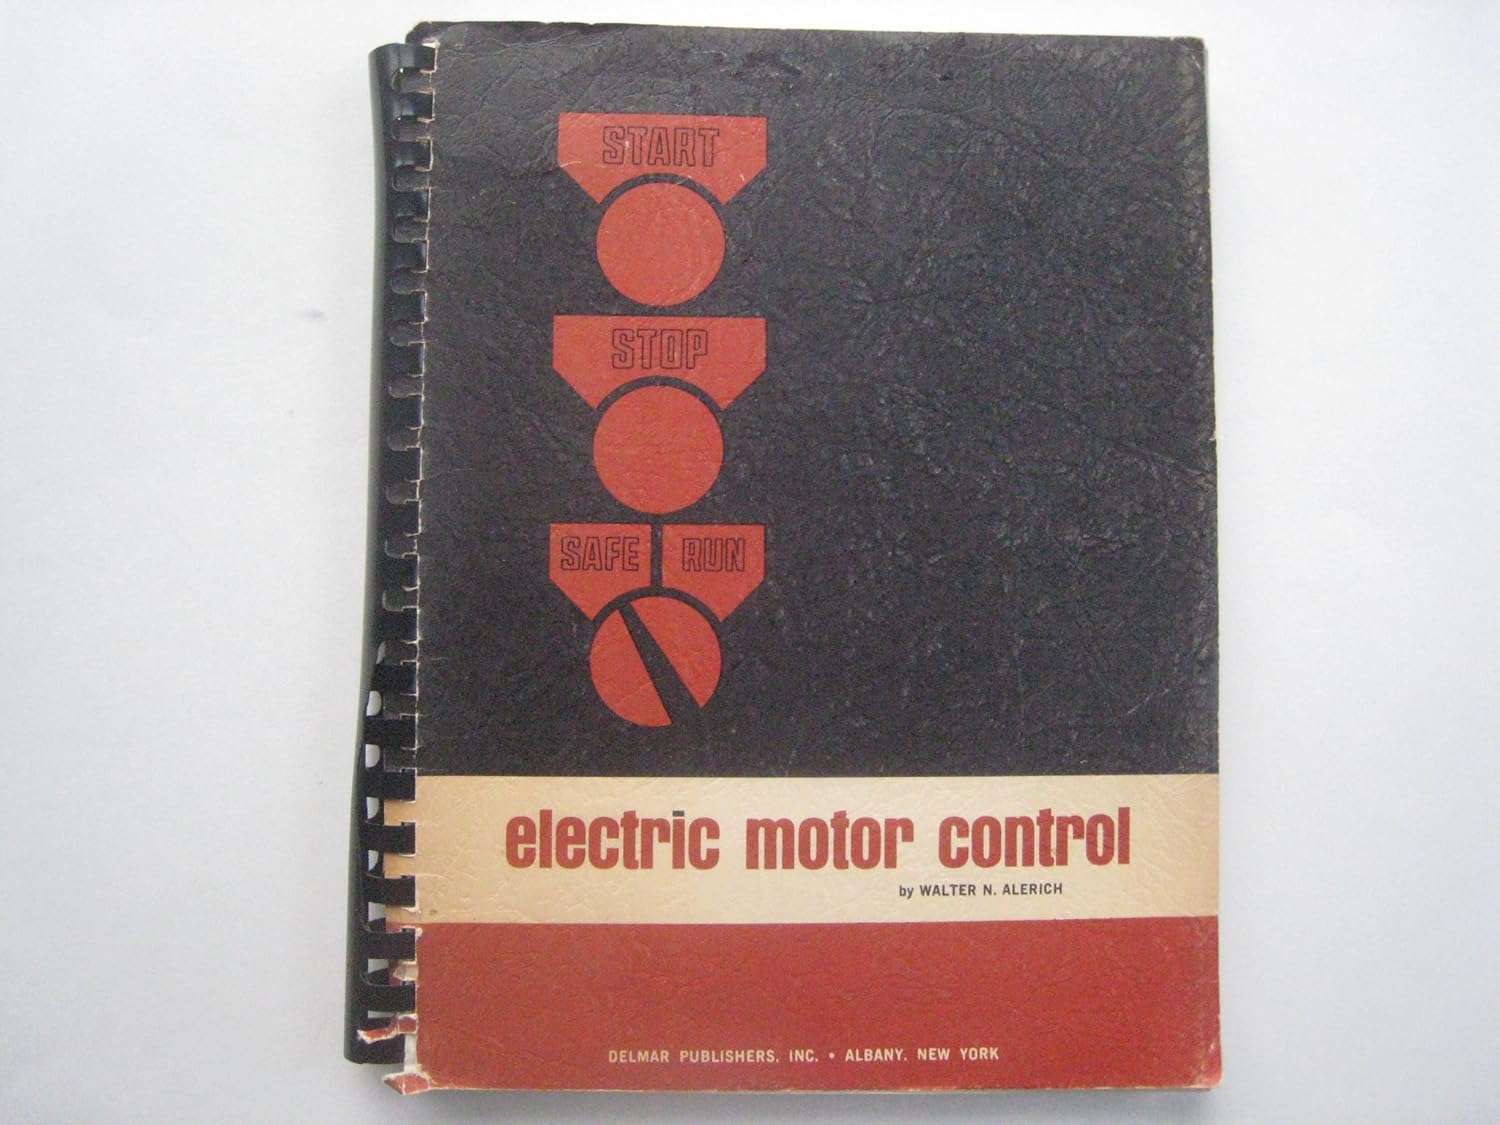 START
STOP
SAFE RUN
electric motor control
by WALTER N. ALERICH
DELMAR PUBLISHERS, INC. • ALBANY, NEW YORK